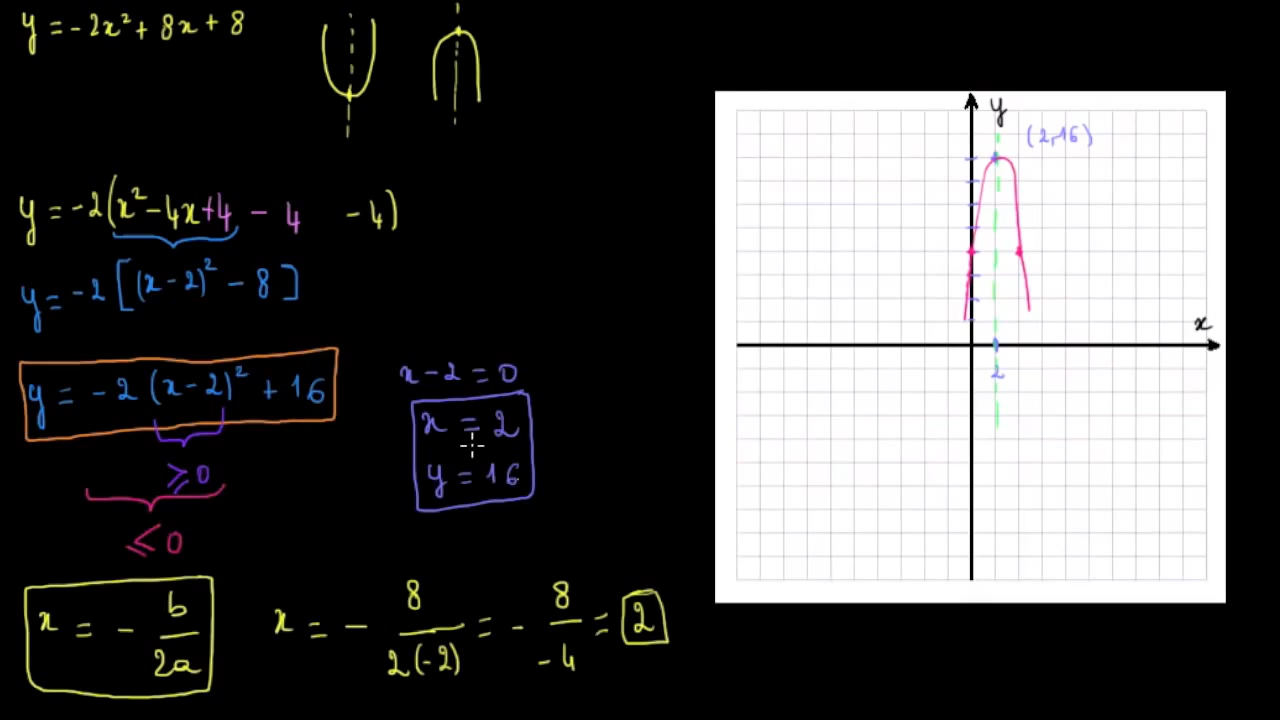 y = -2x² + 8x + 8
y = -2(x² - 4x + 4 - 4 - 4)
y = -2[(x - 2)² - 8]
y = -2(x - 2)² + 16
≥ 0
≤ 0
x - 2 = 0
x = 2
y = 16
x = - b/2a
x = - 8/2(-2) = - 8/-4 = 2
y
(2,16)
x
2